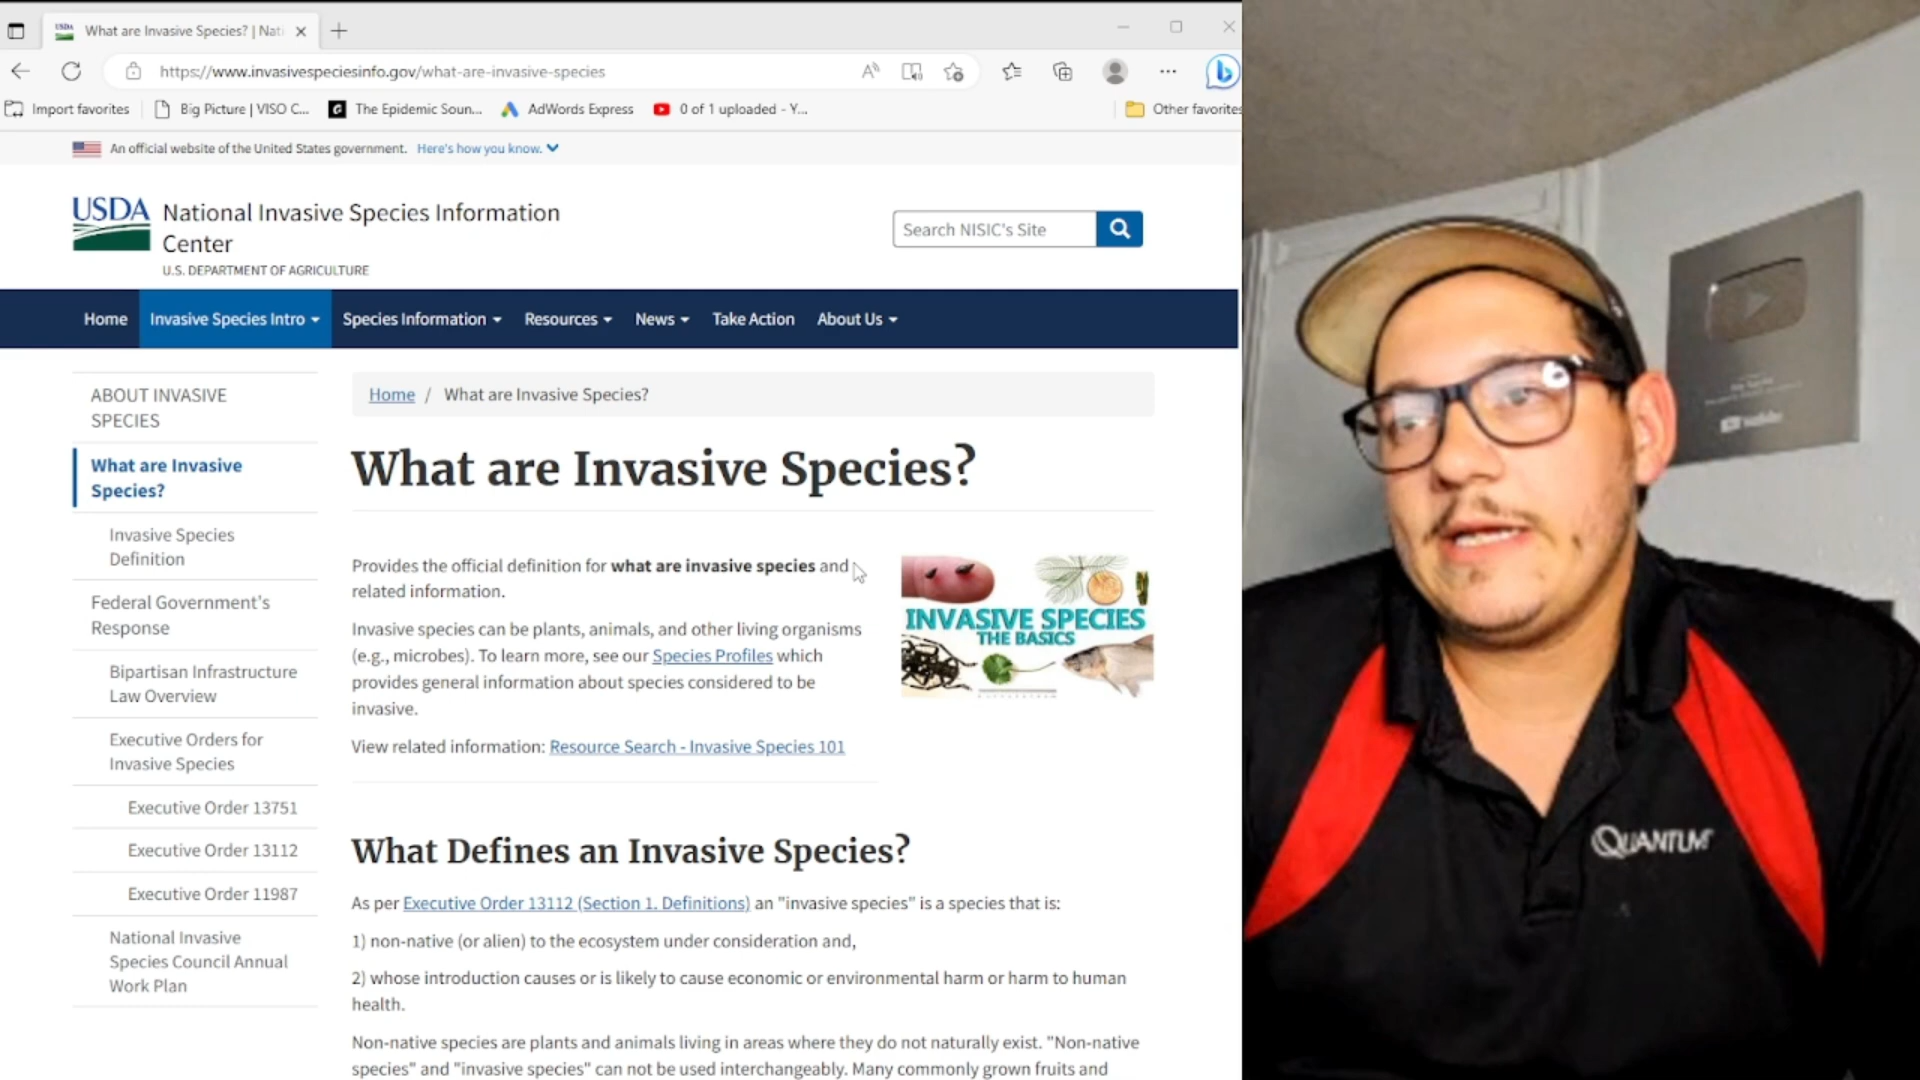 What are Invasive Species? | Nati
https://www.invasivespeciesinfo.gov/what-are-invasive-species
Import favorites
Big Picture | VISO C...
The Epidemic Soun...
AdWords Express
0 of 1 uploaded - Y...
Other favorites
An official website of the United States government. Here's how you know.
USDA
National Invasive Species Information
Center
U.S. DEPARTMENT OF AGRICULTURE
Search NISIC's Site
Home
Invasive Species Intro
Species Information
Resources
News
Take Action
About Us
ABOUT INVASIVE
SPECIES
What are Invasive
Species?
Invasive Species
Definition
Federal Government's
Response
Bipartisan Infrastructure
Law Overview
Executive Orders for
Invasive Species
Executive Order 13751
Executive Order 13112
Executive Order 11987
National Invasive
Species Council Annual
Work Plan
Home / What are Invasive Species?
What are Invasive Species?
Provides the official definition for what are invasive species and
related information.
Invasive species can be plants, animals, and other living organisms
(e.g., microbes). To learn more, see our Species Profiles which
provides general information about species considered to be
invasive.
View related information: Resource Search - Invasive Species 101
INVASIVE SPECIES
THE BASICS
What Defines an Invasive Species?
As per Executive Order 13112 (Section 1. Definitions) an "invasive species" is a species that is:
1) non-native (or alien) to the ecosystem under consideration and,
2) whose introduction causes or is likely to cause economic or environmental harm or harm to human
health.
Non-native species are plants and animals living in areas where they do not naturally exist. "Non-native
species" and "invasive species" can not be used interchangeably. Many commonly grown fruits and
YouTube
QUANTUM